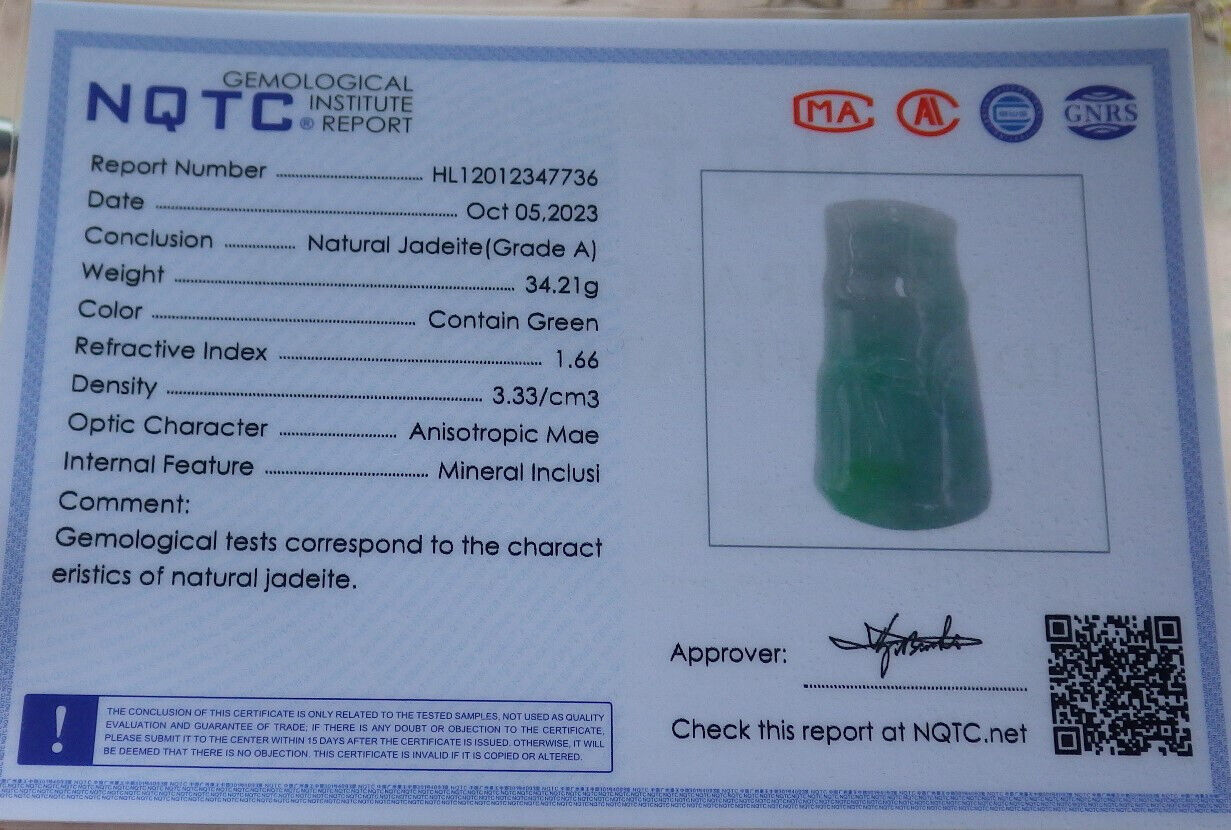 NQTC® GEMOLOGICAL INSTITUTE REPORT
MA
GNRS
Report Number ........ HL12012347736
Date ........ Oct 05,2023
Conclusion ........ Natural Jadeite(Grade A)
Weight ........ 34.21g
Color ........ Contain Green
Refractive Index ........ 1.66
Density ........ 3.33/cm3
Optic Character ........ Anisotropic Mae
Internal Feature ........ Mineral Inclusi
Comment:
Gemological tests correspond to the charact
eristics of natural jadeite.
Approver:
Check this report at NQTC.net
!
THE CONCLUSION OF THIS CERTIFICATE IS ONLY RELATED TO THE TESTED SAMPLES, NOT USED AS QUALITY
EVALUATION AND GUARANTEE OF TRADE; IF THERE IS ANY DOUBT OR OBJECTION TO THE CERTIFICATE,
PLEASE SUBMIT IT TO THE CENTER WITHIN 15 DAYS AFTER THE CERTIFICATE IS ISSUED. OTHERWISE, IT WILL
BE DEEMED THAT THERE IS NO OBJECTION. THIS CERTIFICATE IS INVALID IF IT IS COPIED OR ALTERED.